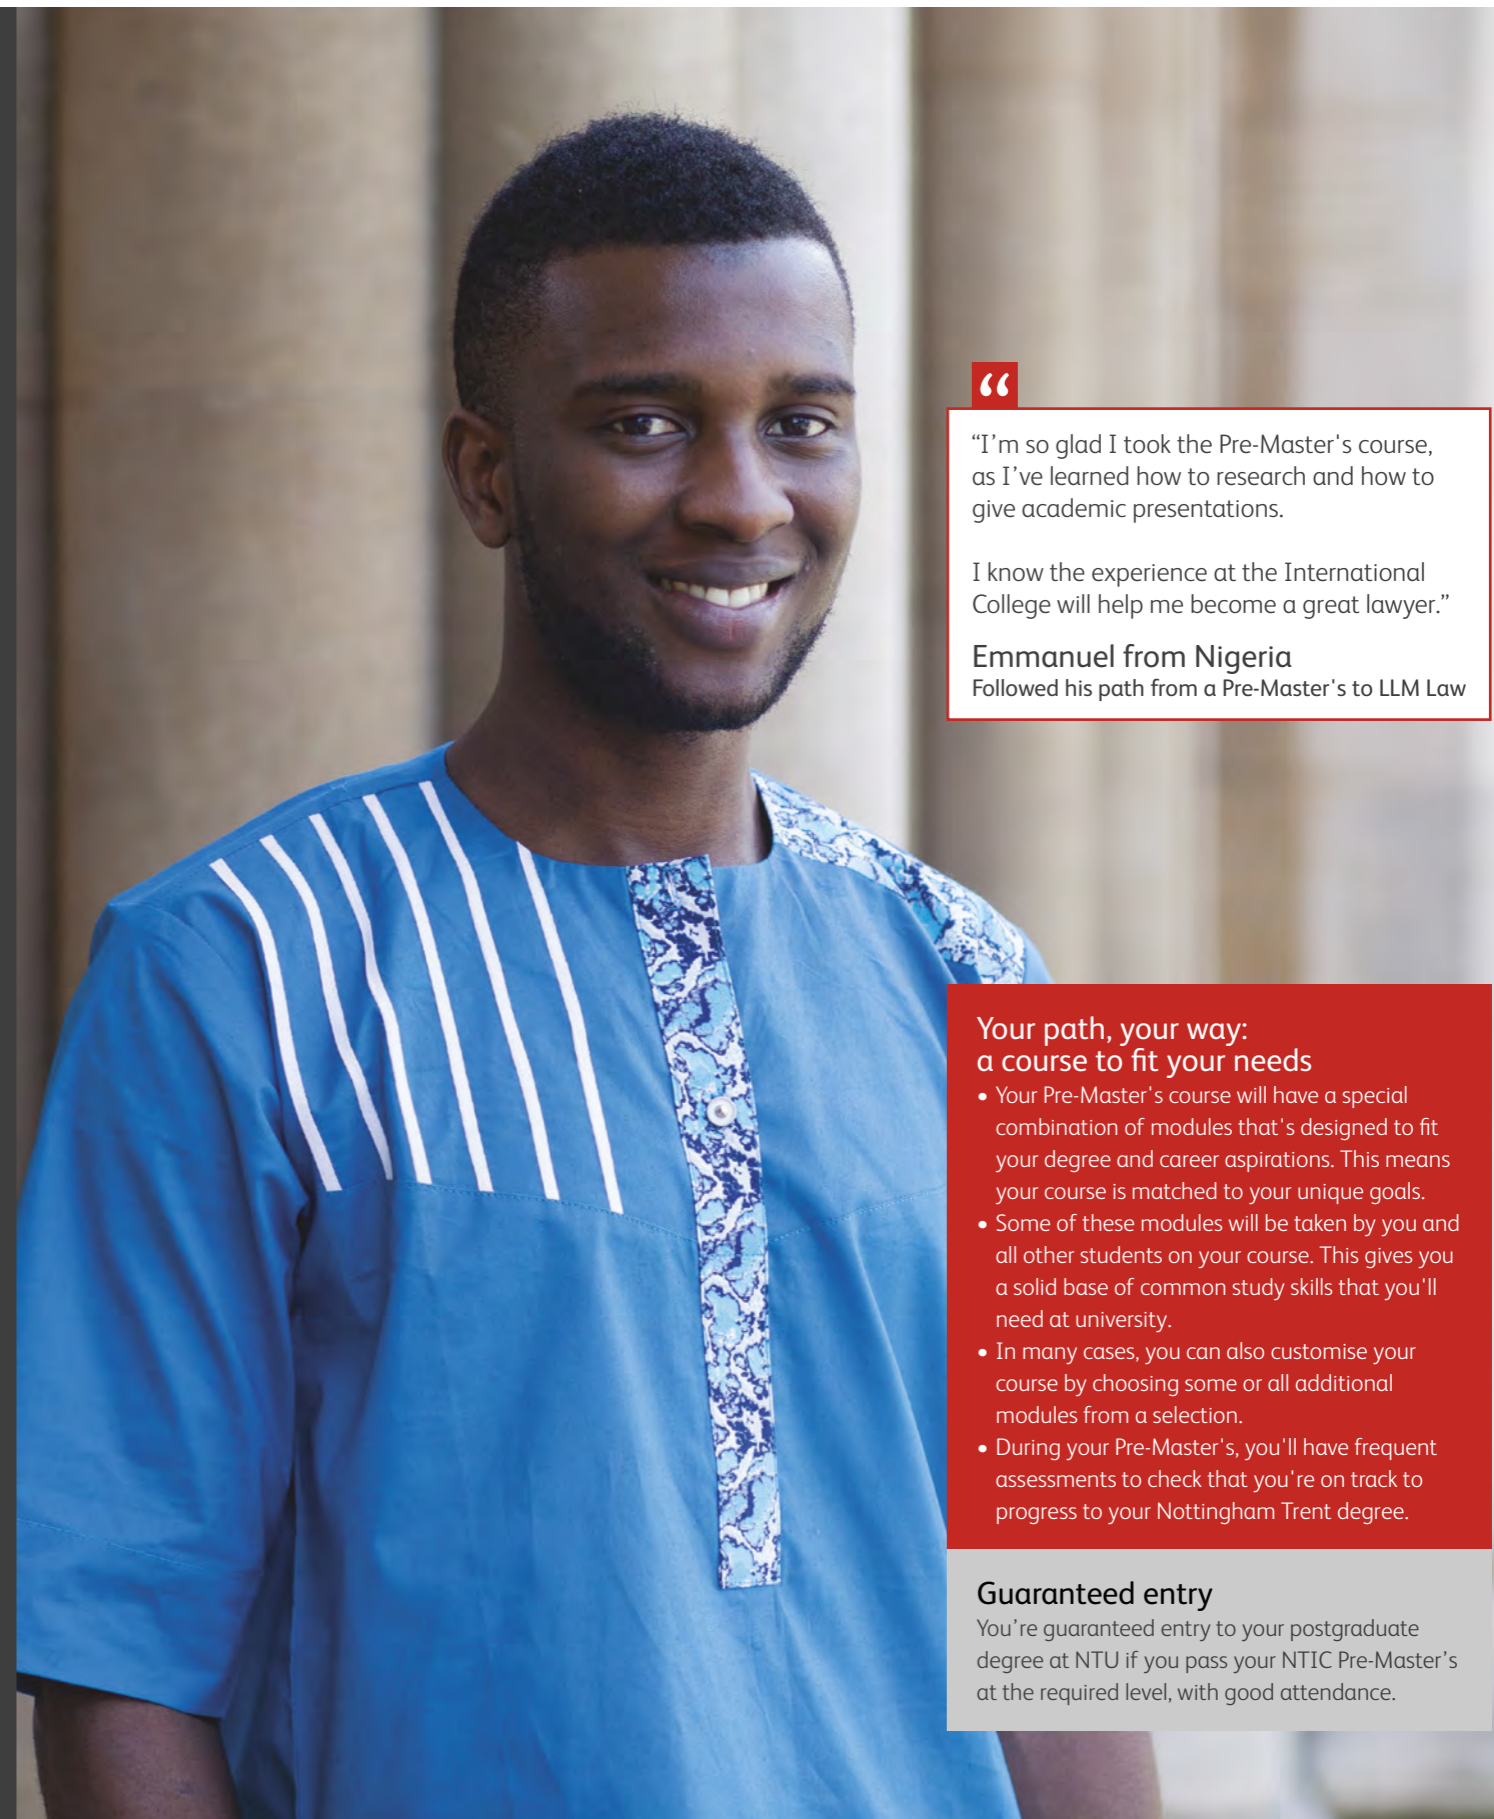 “
“I’m so glad I took the Pre-Master's course,
as I’ve learned how to research and how to
give academic presentations.
I know the experience at the International
College will help me become a great lawyer.”
Emmanuel from Nigeria
Followed his path from a Pre-Master's to LLM Law
Your path, your way:
a course to fit your needs
• Your Pre-Master's course will have a special
combination of modules that's designed to fit
your degree and career aspirations. This means
your course is matched to your unique goals.
• Some of these modules will be taken by you and
all other students on your course. This gives you
a solid base of common study skills that you'll
need at university.
• In many cases, you can also customise your
course by choosing some or all additional
modules from a selection.
• During your Pre-Master's, you'll have frequent
assessments to check that you're on track to
progress to your Nottingham Trent degree.
Guaranteed entry
You’re guaranteed entry to your postgraduate
degree at NTU if you pass your NTIC Pre-Master’s
at the required level, with good attendance.